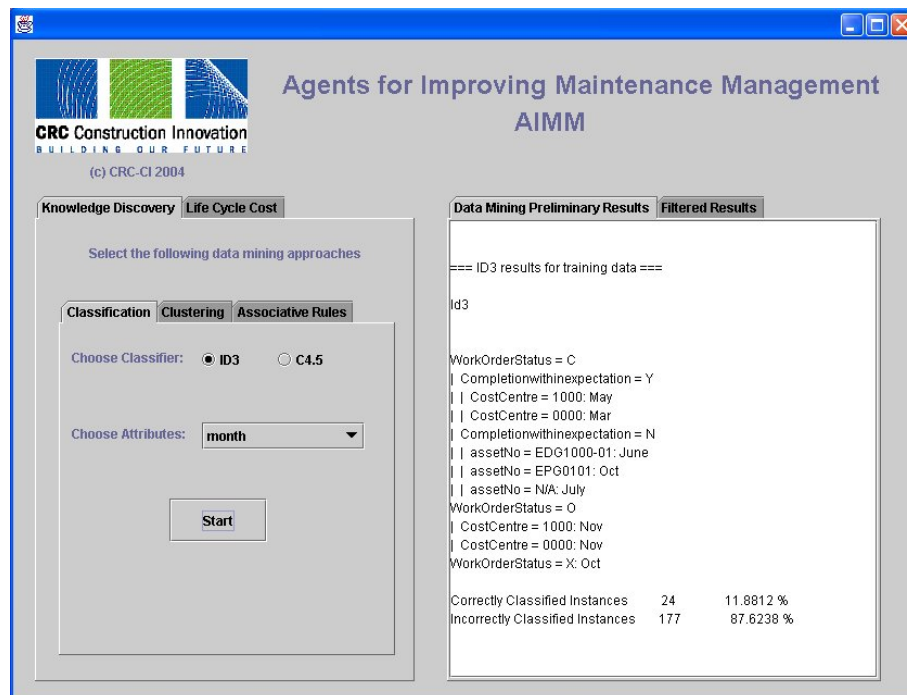 Agents for Improving Maintenance Management
AIMM
CRC Construction Innovation
BUILDING OUR FUTURE
(c) CRC-CI 2004
Knowledge Discovery Life Cycle Cost
Select the following data mining approaches
Classification Clustering Associative Rules
Choose Classifier: ID3 C4.5
Choose Attributes: month
Start
Data Mining Preliminary Results Filtered Results
=== ID3 results for training data ===
Id3
WorkOrderStatus = C
| Completionwithinexpectation = Y
| | CostCentre = 1000: May
| | CostCentre = 0000: Mar
| Completionwithinexpectation = N
| | assetNo = EDG1000-01: June
| | assetNo = EPG0101: Oct
| | assetNo = N/A: July
WorkOrderStatus = O
| CostCentre = 1000: Nov
| CostCentre = 0000: Nov
WorkOrderStatus = X: Oct
Correctly Classified Instances 24 11.8812 %
Incorrectly Classified Instances 177 87.6238 %